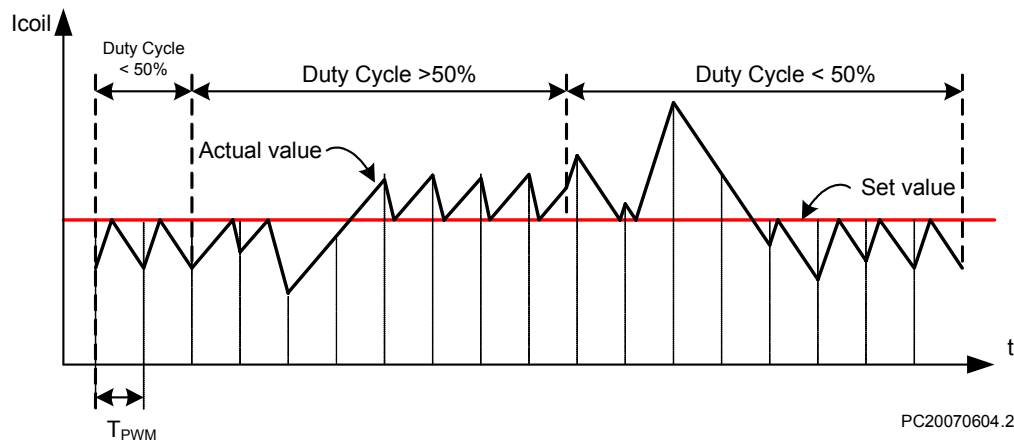 Icoil
Duty Cycle
< 50%
Duty Cycle >50%
Duty Cycle < 50%
Actual value
Set value
t
TPWM
PC20070604.2